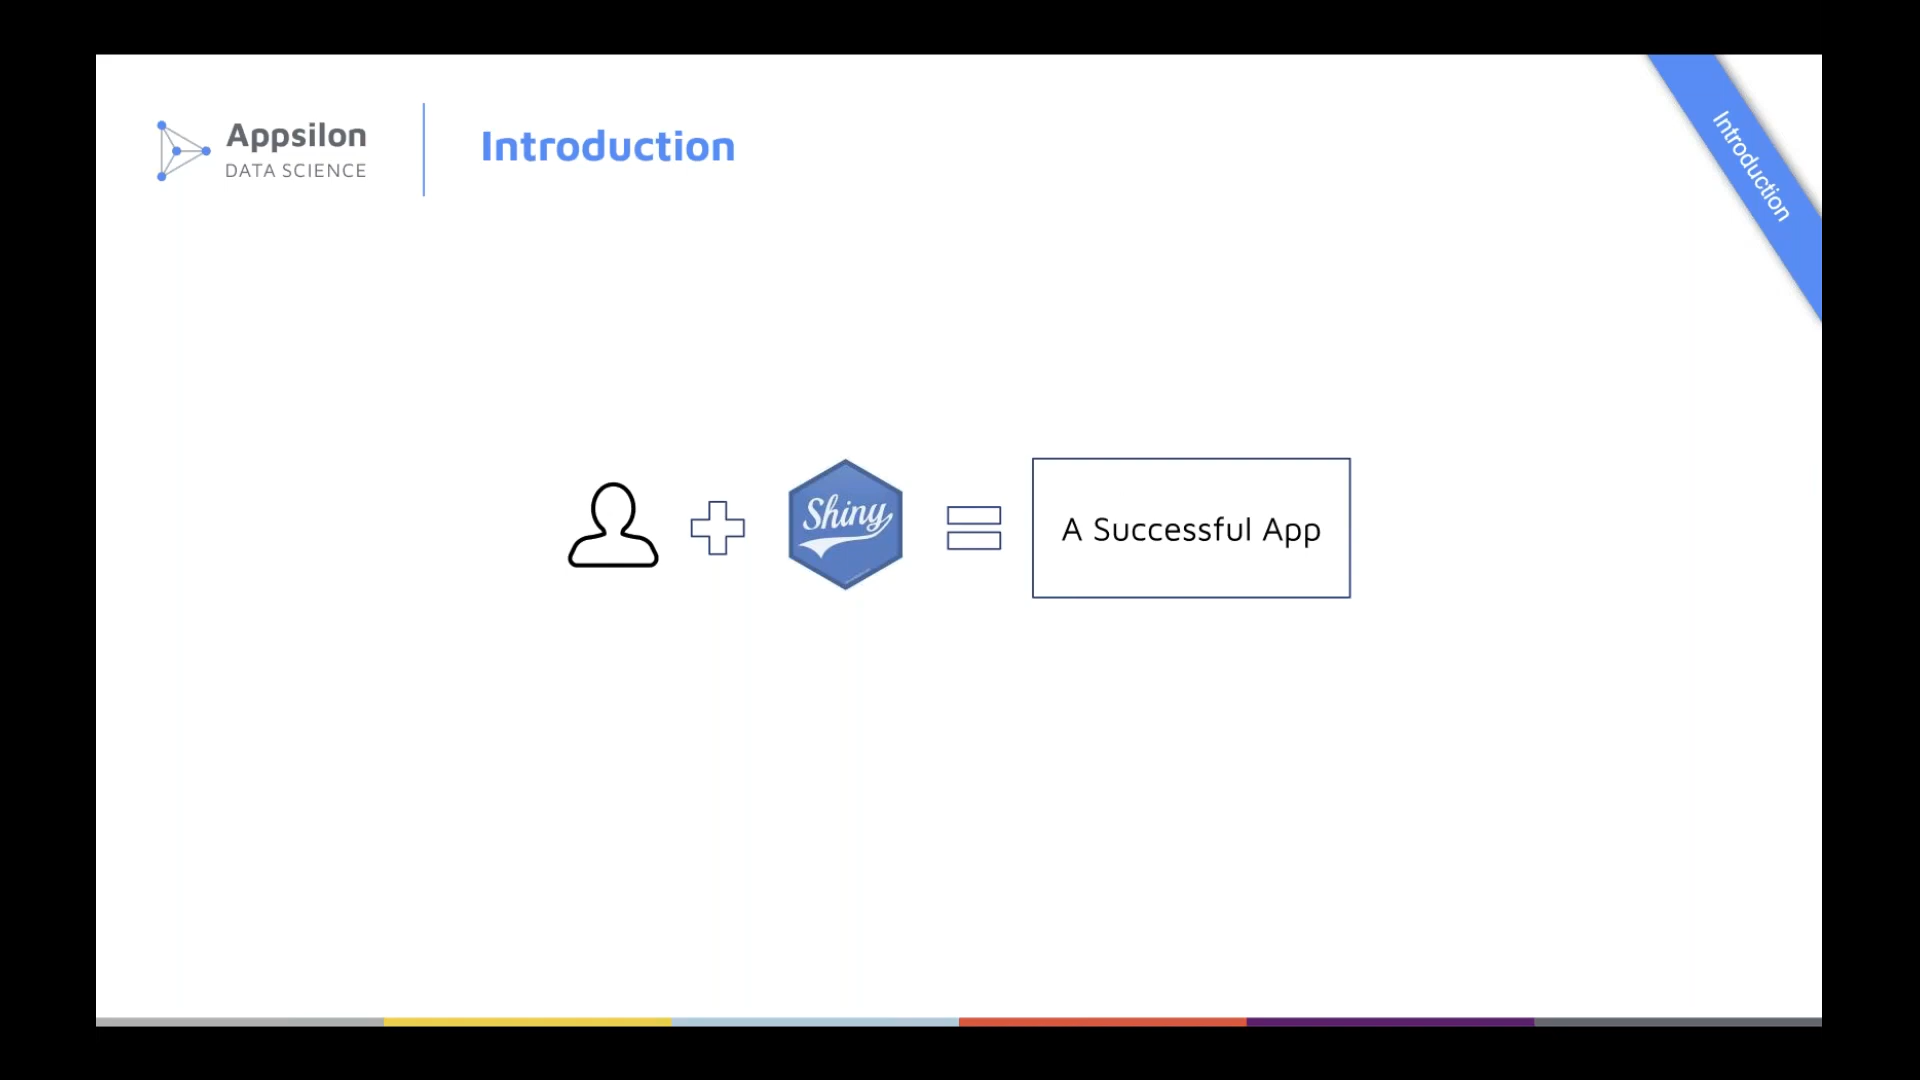 Appsilon
DATA SCIENCE
Introduction
Introduction
Shiny
A Successful App